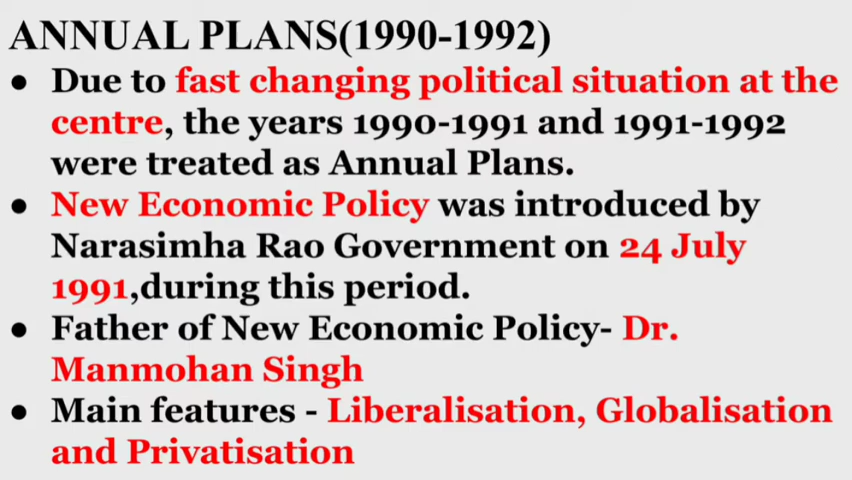 ANNUAL PLANS(1990-1992)
● Due to fast changing political situation at the
centre, the years 1990-1991 and 1991-1992
were treated as Annual Plans.
● New Economic Policy was introduced by
Narasimha Rao Government on 24 July
1991,during this period.
● Father of New Economic Policy- Dr.
Manmohan Singh
● Main features - Liberalisation, Globalisation
and Privatisation